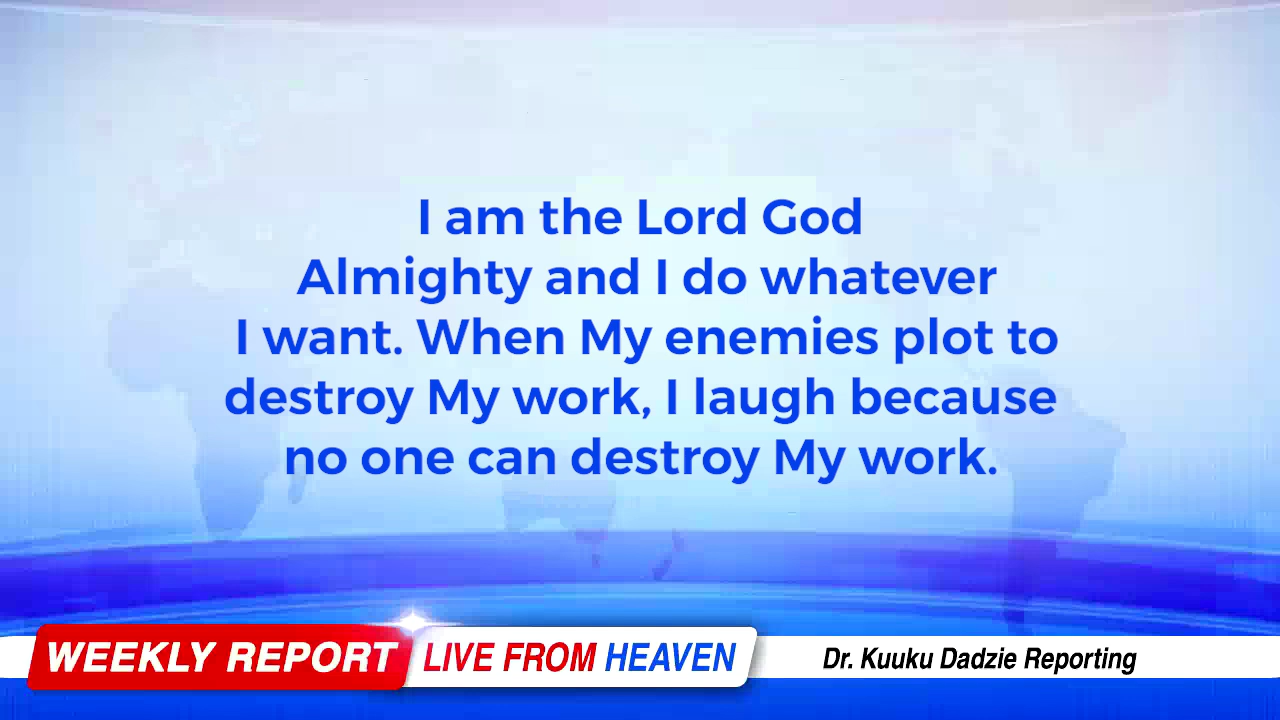 I am the Lord God
Almighty and I do whatever
I want. When My enemies plot to
destroy My work, I laugh because
no one can destroy My work.
WEEKLY REPORT LIVE FROM HEAVEN Dr. Kuuku Dadzie Reporting